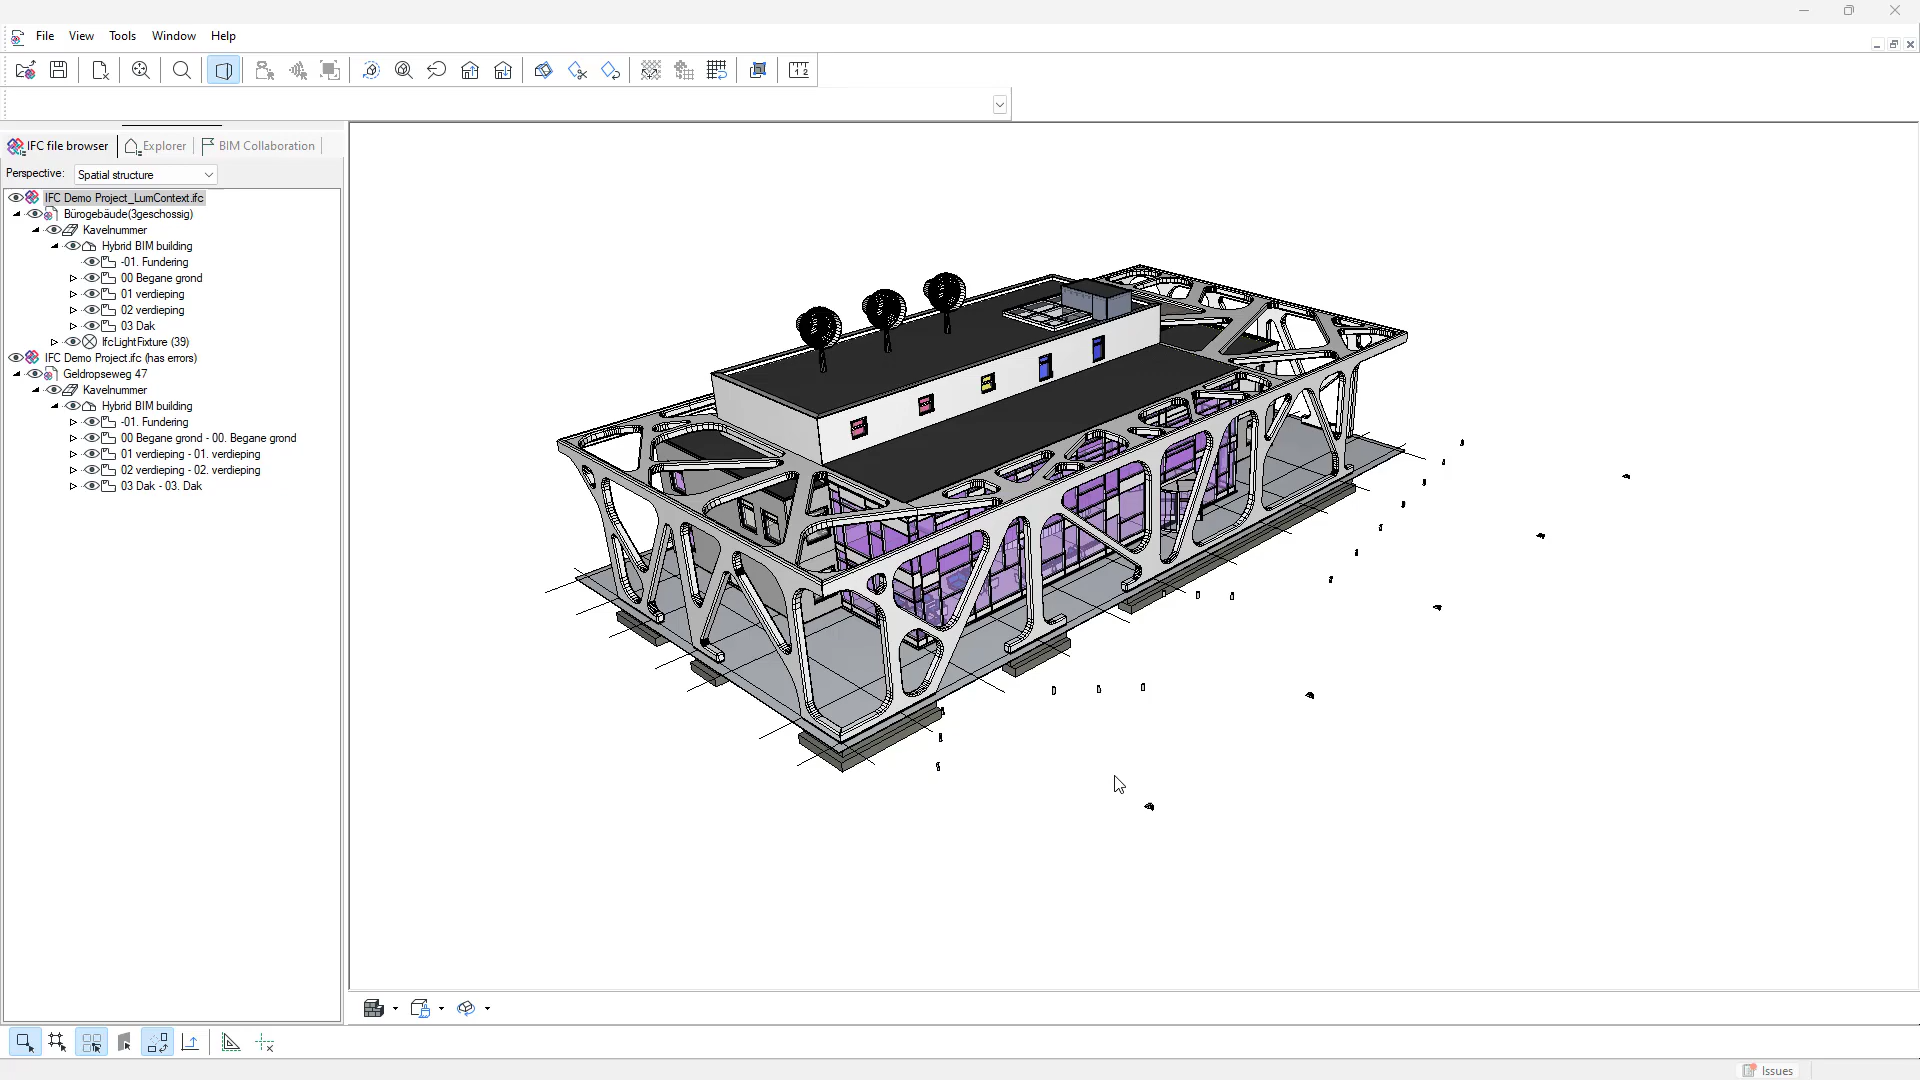 File View Tools Window Help
IFC file browser Explorer BIM Collaboration
Perspective: Spatial structure
IFC Demo Project_LumContext.ifc
Bürogebäude(3geschossig)
Kavelnummer
Hybrid BIM building
-01. Fundering
00 Begane grond
01 verdieping
02 verdieping
03 Dak
IfcLightFixture (39)
IFC Demo Project.ifc (has errors)
Geldropseweg 47
Kavelnummer
Hybrid BIM building
-01. Fundering
00 Begane grond - 00. Begane grond
01 verdieping - 01. verdieping
02 verdieping - 02. verdieping
03 Dak - 03. Dak
Issues